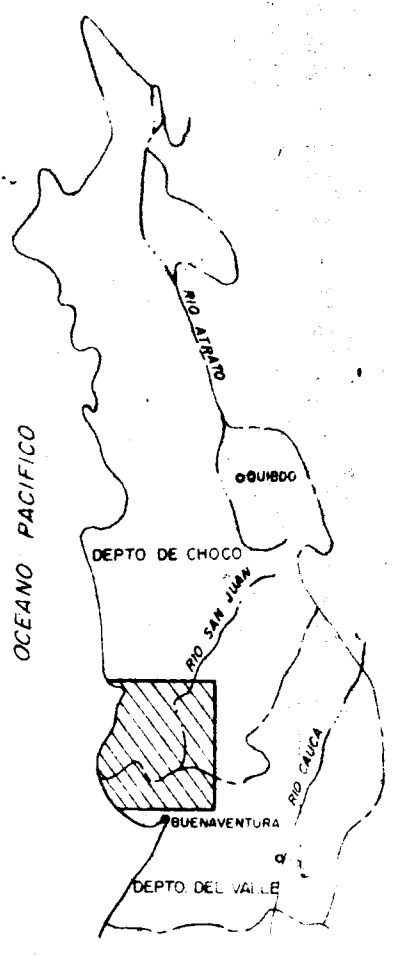 RIO ATRATO
QUIBDO
OCEANO PACIFICO
DEPTO DE CHOCO
RIO SAN JUAN
RIO CAUCA
BUENAVENTURA
DEPTO. DEL VALLE